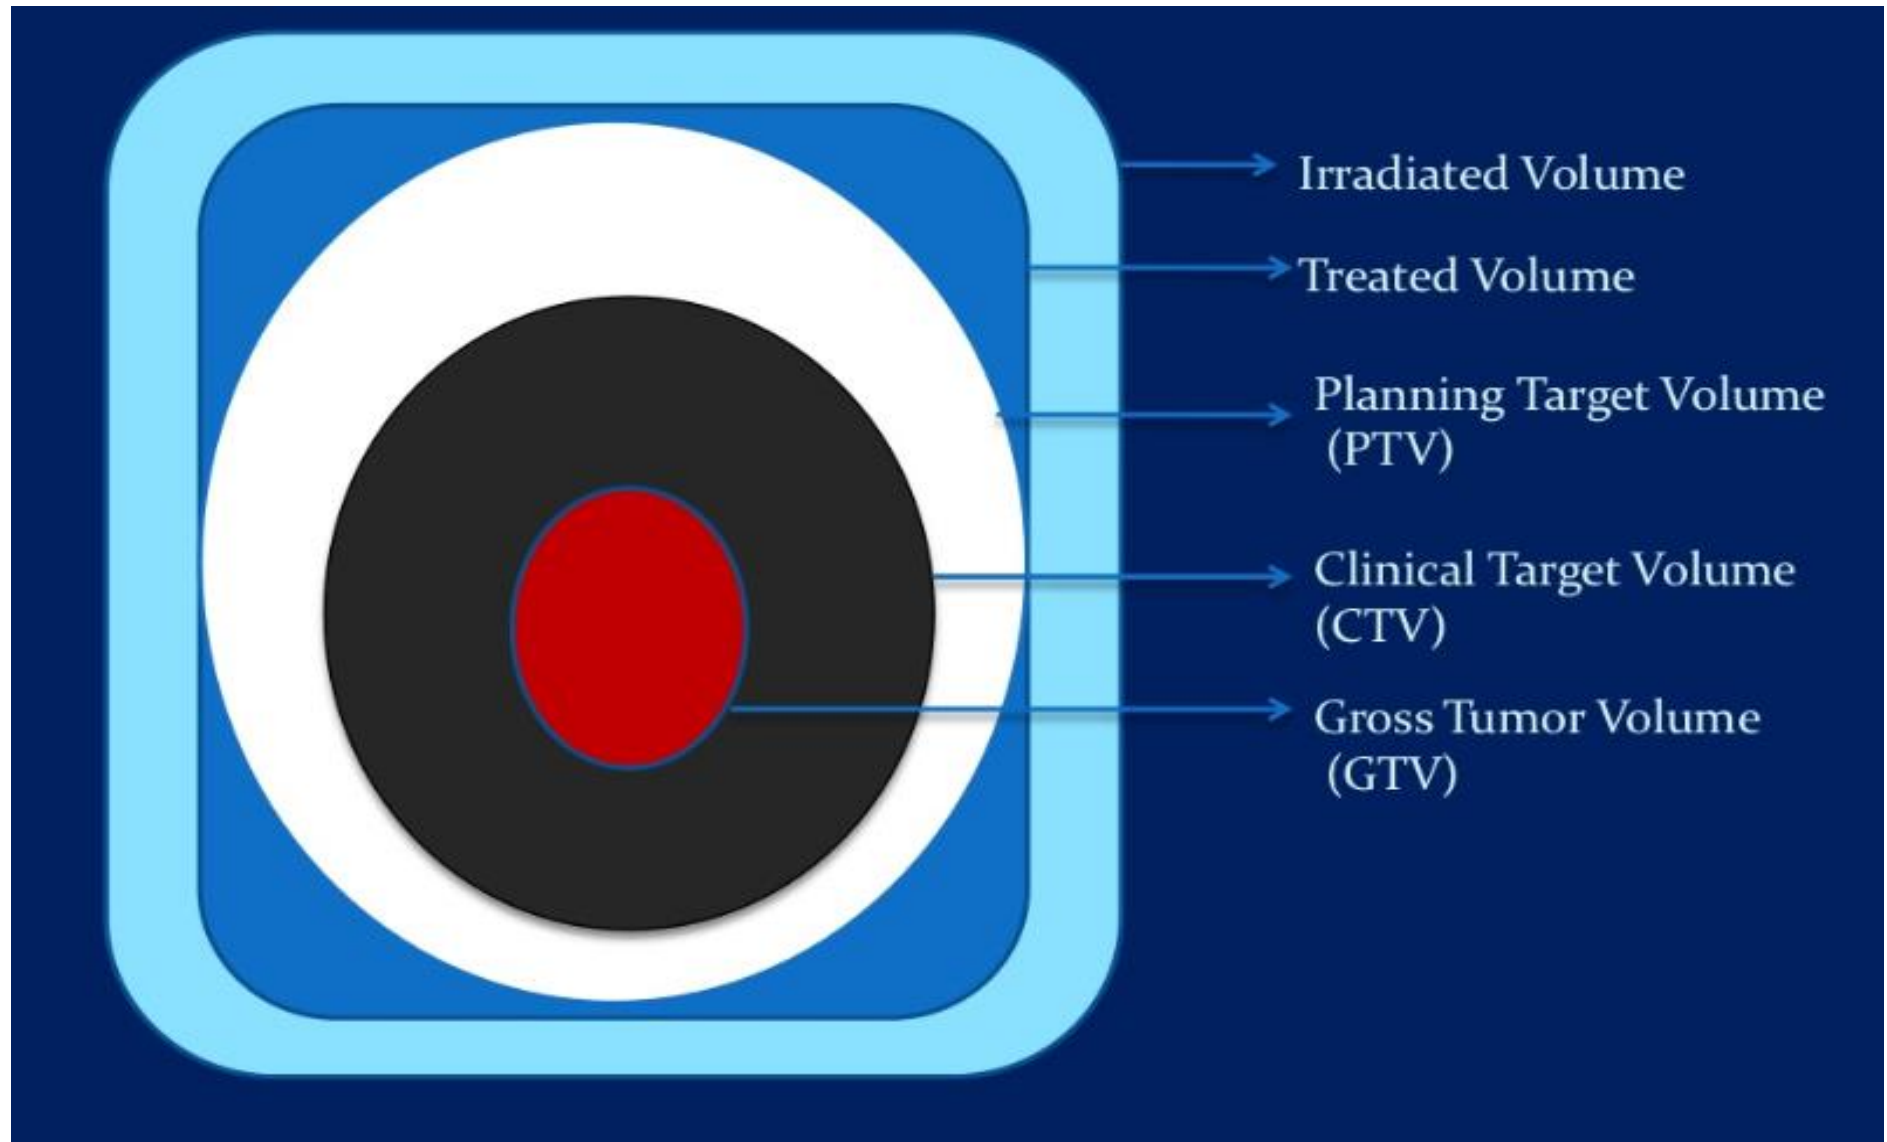 Irradiated Volume
Treated Volume
Planning Target Volume
(PTV)
Clinical Target Volume
(CTV)
Gross Tumor Volume
(GTV)